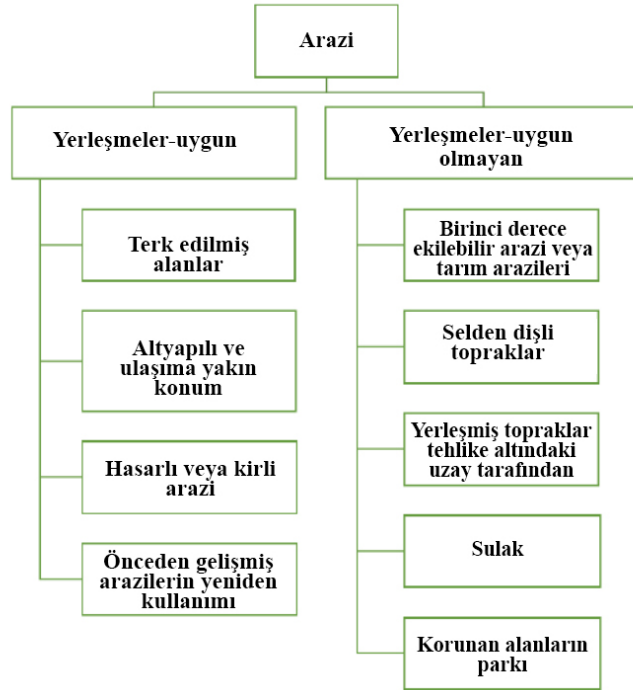 Arazi
Yerleşmeler-uygun
Terk edilmiş
alanlar
Altyapılı ve
ulaşıma yakın
konum
Hasarlı veya kirli
arazi
Önceden gelişmiş
arazilerin yeniden
kullanımı
Yerleşmeler-uygun
olmayan
Birinci derece
ekilebilir arazi veya
tarım arazileri
Selden dişli
topraklar
Yerleşmiş topraklar
tehlike altındaki
uzay tarafından
Sulak
Korunan alanların
parkı